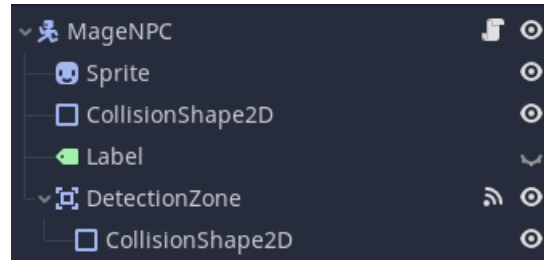 MageNPC
Sprite
CollisionShape2D
Label
DetectionZone
CollisionShape2D